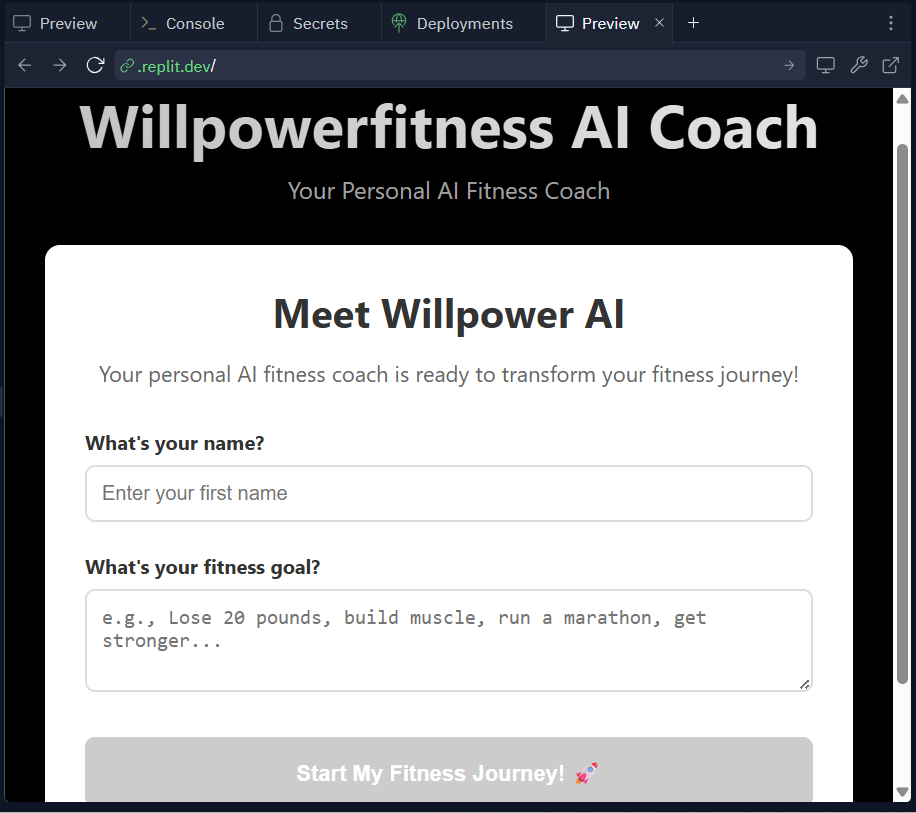 Preview
Console
Secrets
Deployments
Preview
.replit.dev/
Willpowerfitness AI Coach
Your Personal AI Fitness Coach
Meet Willpower AI
Your personal AI fitness coach is ready to transform your fitness journey!
What's your name?
Enter your first name
What's your fitness goal?
e.g., Lose 20 pounds, build muscle, run a marathon, get
stronger...
Start My Fitness Journey! 🚀